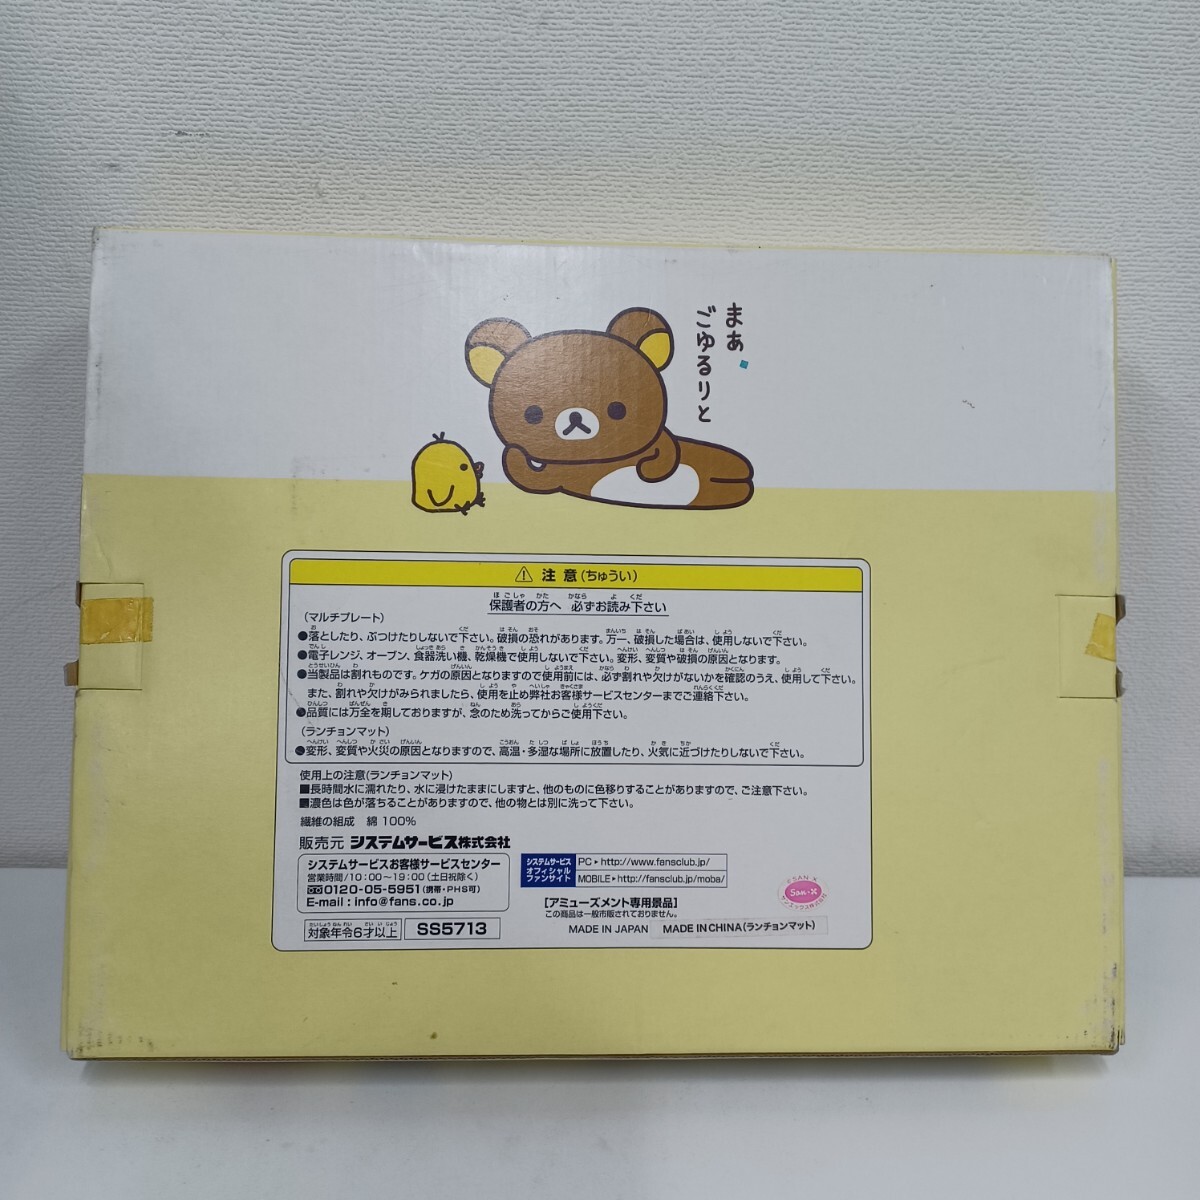 まあ
ごゆるりと
⚠ 注意(ちゅうい)
保護者の方へ 必ずお読み下さい
(マルチプレート)
●落としたり、ぶつけたりしないで下さい。破損の恐れがあります。万一、破損した場合は、使用しないで下さい。
●電子レンジ、オーブン、食器洗い機、乾燥機で使用しないで下さい。変形、変質や破損の原因となります。
●当製品は割れものです。ケガの原因となりますので使用前には、必ず割れや欠けがないかを確認のうえ、使用して下さい。
また、割れや欠けがみられましたら、使用を止め弊社お客様サービスセンターまでご連絡下さい。
●品質には万全を期しておりますが、念のため洗ってからご使用下さい。
(ランチョンマット)
●変形、変質や火災の原因となりますので、高温・多湿な場所に放置したり、火気に近づけたりしないで下さい。
使用上の注意(ランチョンマット)
■長時間水に濡れたり、水に浸けたままにしますと、他のものに色移りすることがありますので、ご注意下さい。
■濃色は色が落ちることがありますので、他の物とは別に洗って下さい。
繊維の組成 綿 100%
販売元 システムサービス株式会社
システムサービスお客様サービスセンター
営業時間/10:00〜19:00(土日祝除く)
0120-05-5951(携帯・PHS可)
E-mail : info@fans.co.jp
システムサービス
オフィシャル
ファンサイト
PC▶http://www.fansclub.jp/
MOBILE▶http://fansclub.jp/moba/
[アミューズメント専用景品]
この商品は一般市販されておりません。
対象年令6才以上
SS5713
MADE IN JAPAN
MADE IN CHINA(ランチョンマット)
SAN-X
San-X
サンエックス株式会社